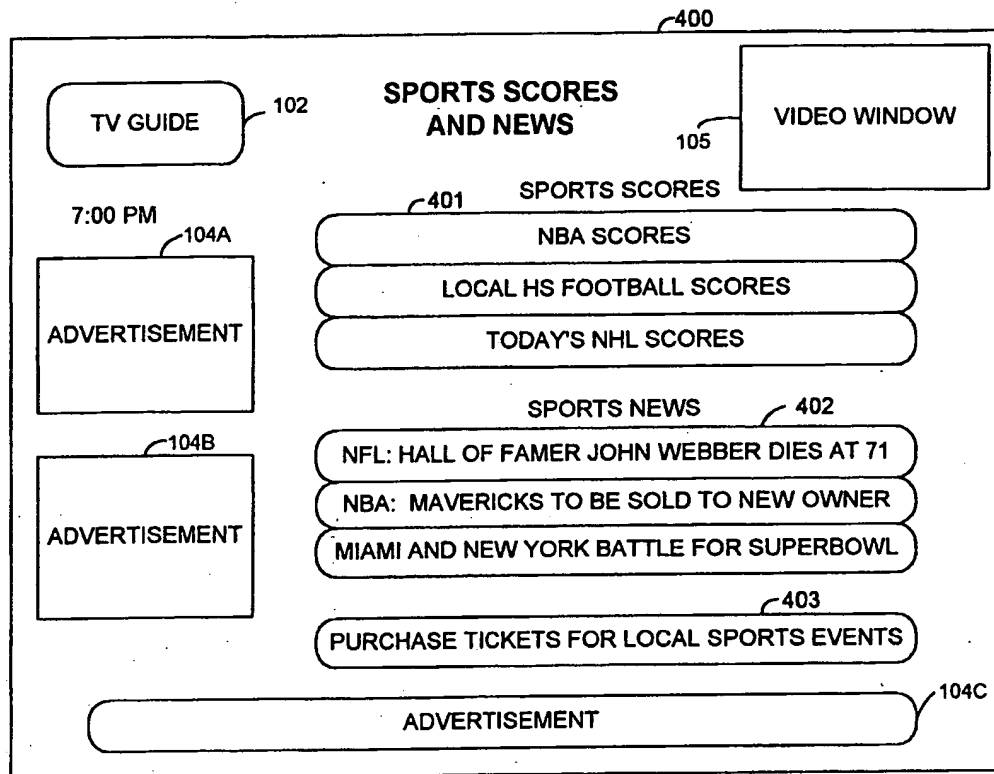 400
TV GUIDE
102
SPORTS SCORES
AND NEWS
105
VIDEO WINDOW
7:00 PM
SPORTS SCORES
401
NBA SCORES
LOCAL HS FOOTBALL SCORES
TODAY'S NHL SCORES
104A
ADVERTISEMENT
SPORTS NEWS
402
NFL: HALL OF FAMER JOHN WEBBER DIES AT 71
NBA: MAVERICKS TO BE SOLD TO NEW OWNER
MIAMI AND NEW YORK BATTLE FOR SUPERBOWL
104B
ADVERTISEMENT
403
PURCHASE TICKETS FOR LOCAL SPORTS EVENTS
104C
ADVERTISEMENT